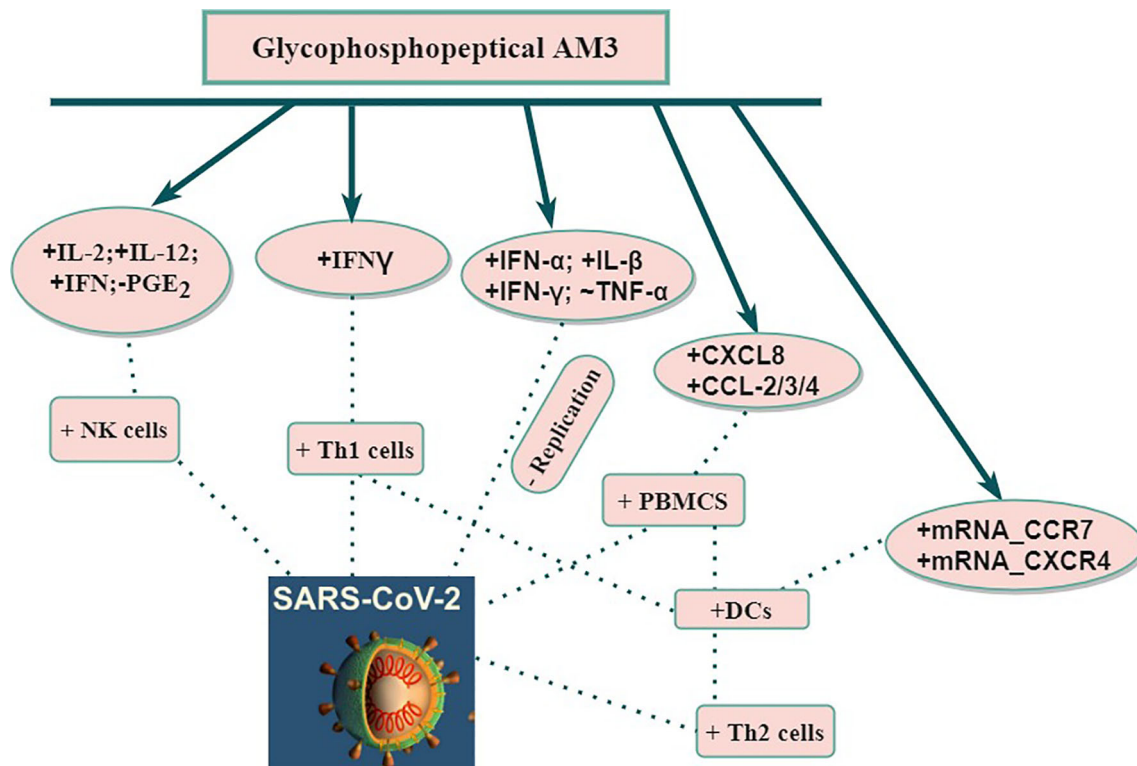 Glycophosphopeptical AM3
+IL-2;+IL-12;
+IFN;-PGE₂
+IFNγ
+IFN-α; +IL-β
+IFN-γ; ~TNF-α
+CXCL8
+CCL-2/3/4
+ NK cells
+ Th1 cells
- Replication
+ PBMCS
+mRNA_CCR7
+mRNA_CXCR4
SARS-CoV-2
+DCs
+ Th2 cells